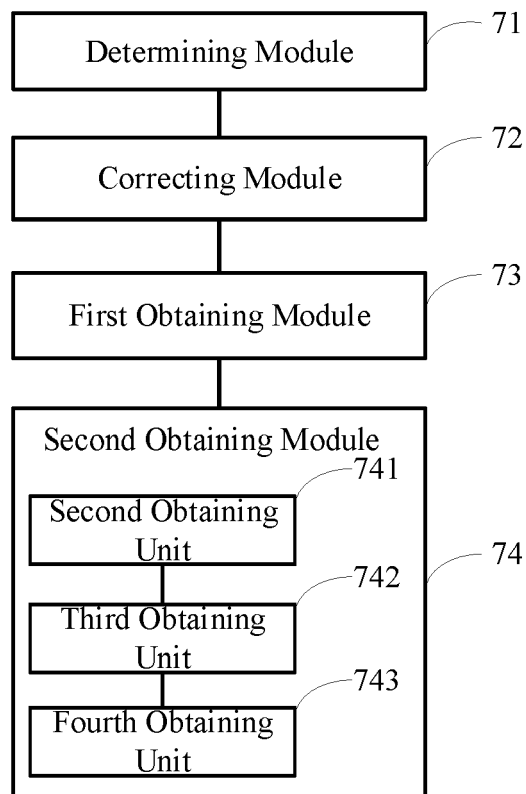 Determining Module
71
Correcting Module
72
First Obtaining Module
73
Second Obtaining Module
74
Second Obtaining
Unit
741
Third Obtaining
Unit
742
Fourth Obtaining
Unit
743